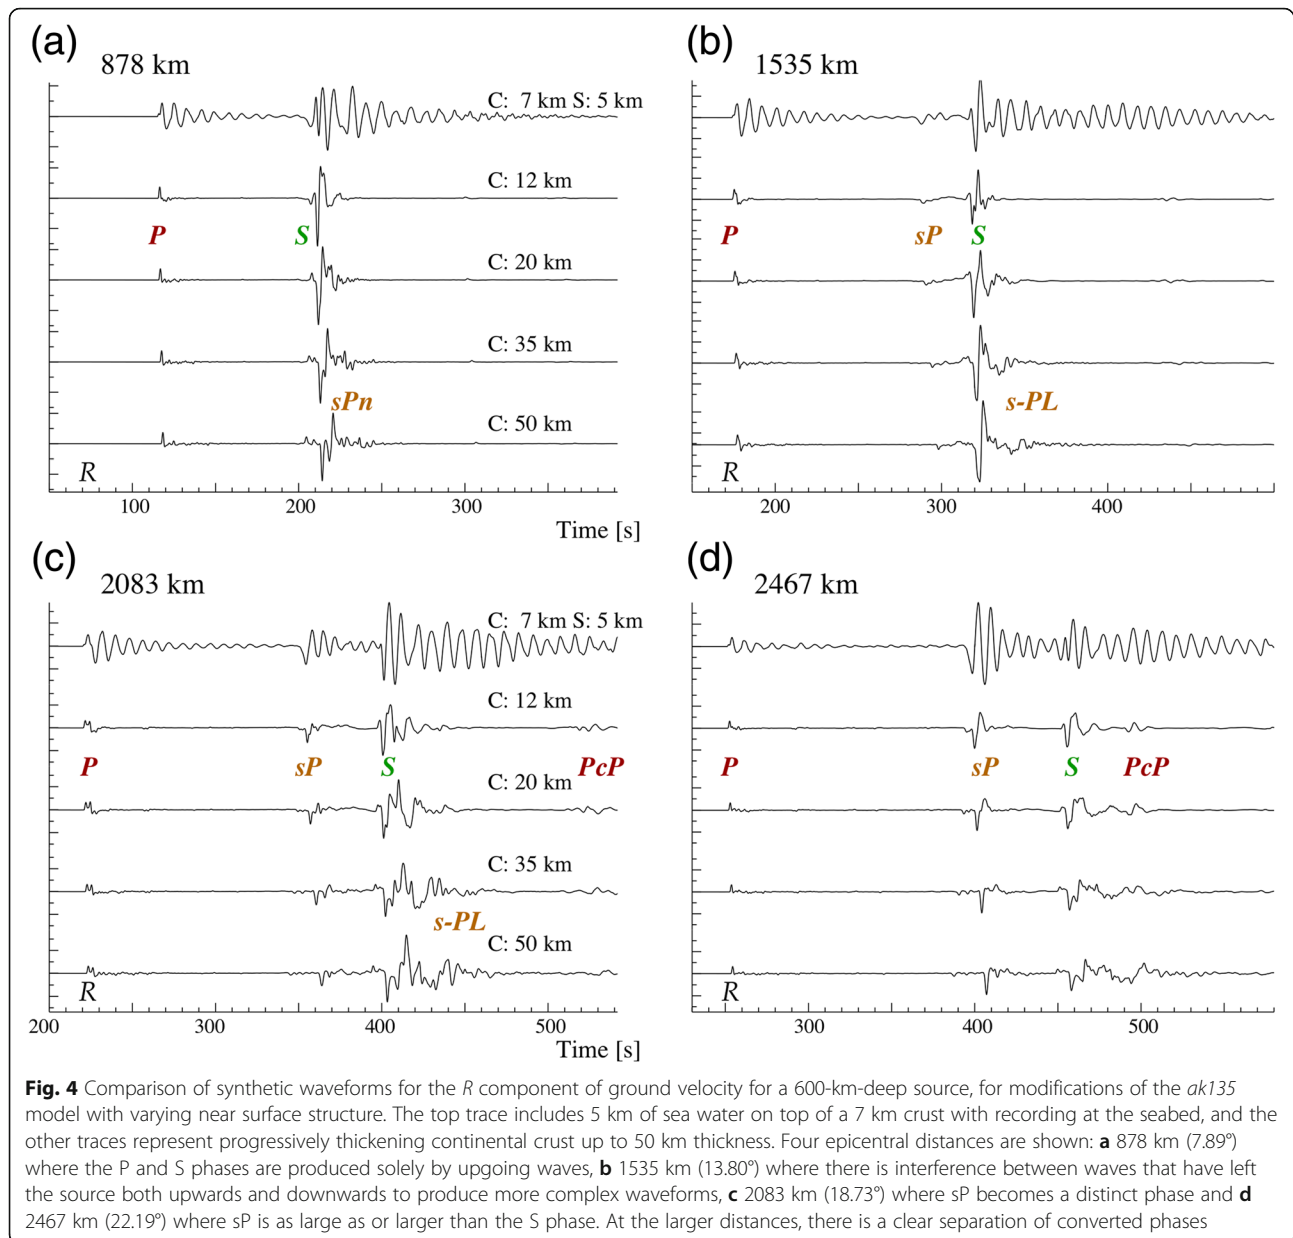 (a)
878 km
C: 7 km S: 5 km
C: 12 km
P
S
C: 20 km
C: 35 km
sPn
C: 50 km
R
100
200
300
Time [s]
(b)
1535 km
P
sP
S
s-PL
R
200
300
400
(c)
2083 km
C: 7 km S: 5 km
C: 12 km
P
sP
S
PcP
C: 20 km
C: 35 km
s-PL
C: 50 km
R
200
300
400
500
Time [s]
(d)
2467 km
P
sP
S
PcP
R
300
400
500
Fig. 4 Comparison of synthetic waveforms for the R component of ground velocity for a 600-km-deep source, for modifications of the ak135
model with varying near surface structure. The top trace includes 5 km of sea water on top of a 7 km crust with recording at the seabed, and the
other traces represent progressively thickening continental crust up to 50 km thickness. Four epicentral distances are shown: a 878 km (7.89°)
where the P and S phases are produced solely by upgoing waves, b 1535 km (13.80°) where there is interference between waves that have left
the source both upwards and downwards to produce more complex waveforms, c 2083 km (18.73°) where sP becomes a distinct phase and d
2467 km (22.19°) where sP is as large as or larger than the S phase. At the larger distances, there is a clear separation of converted phases